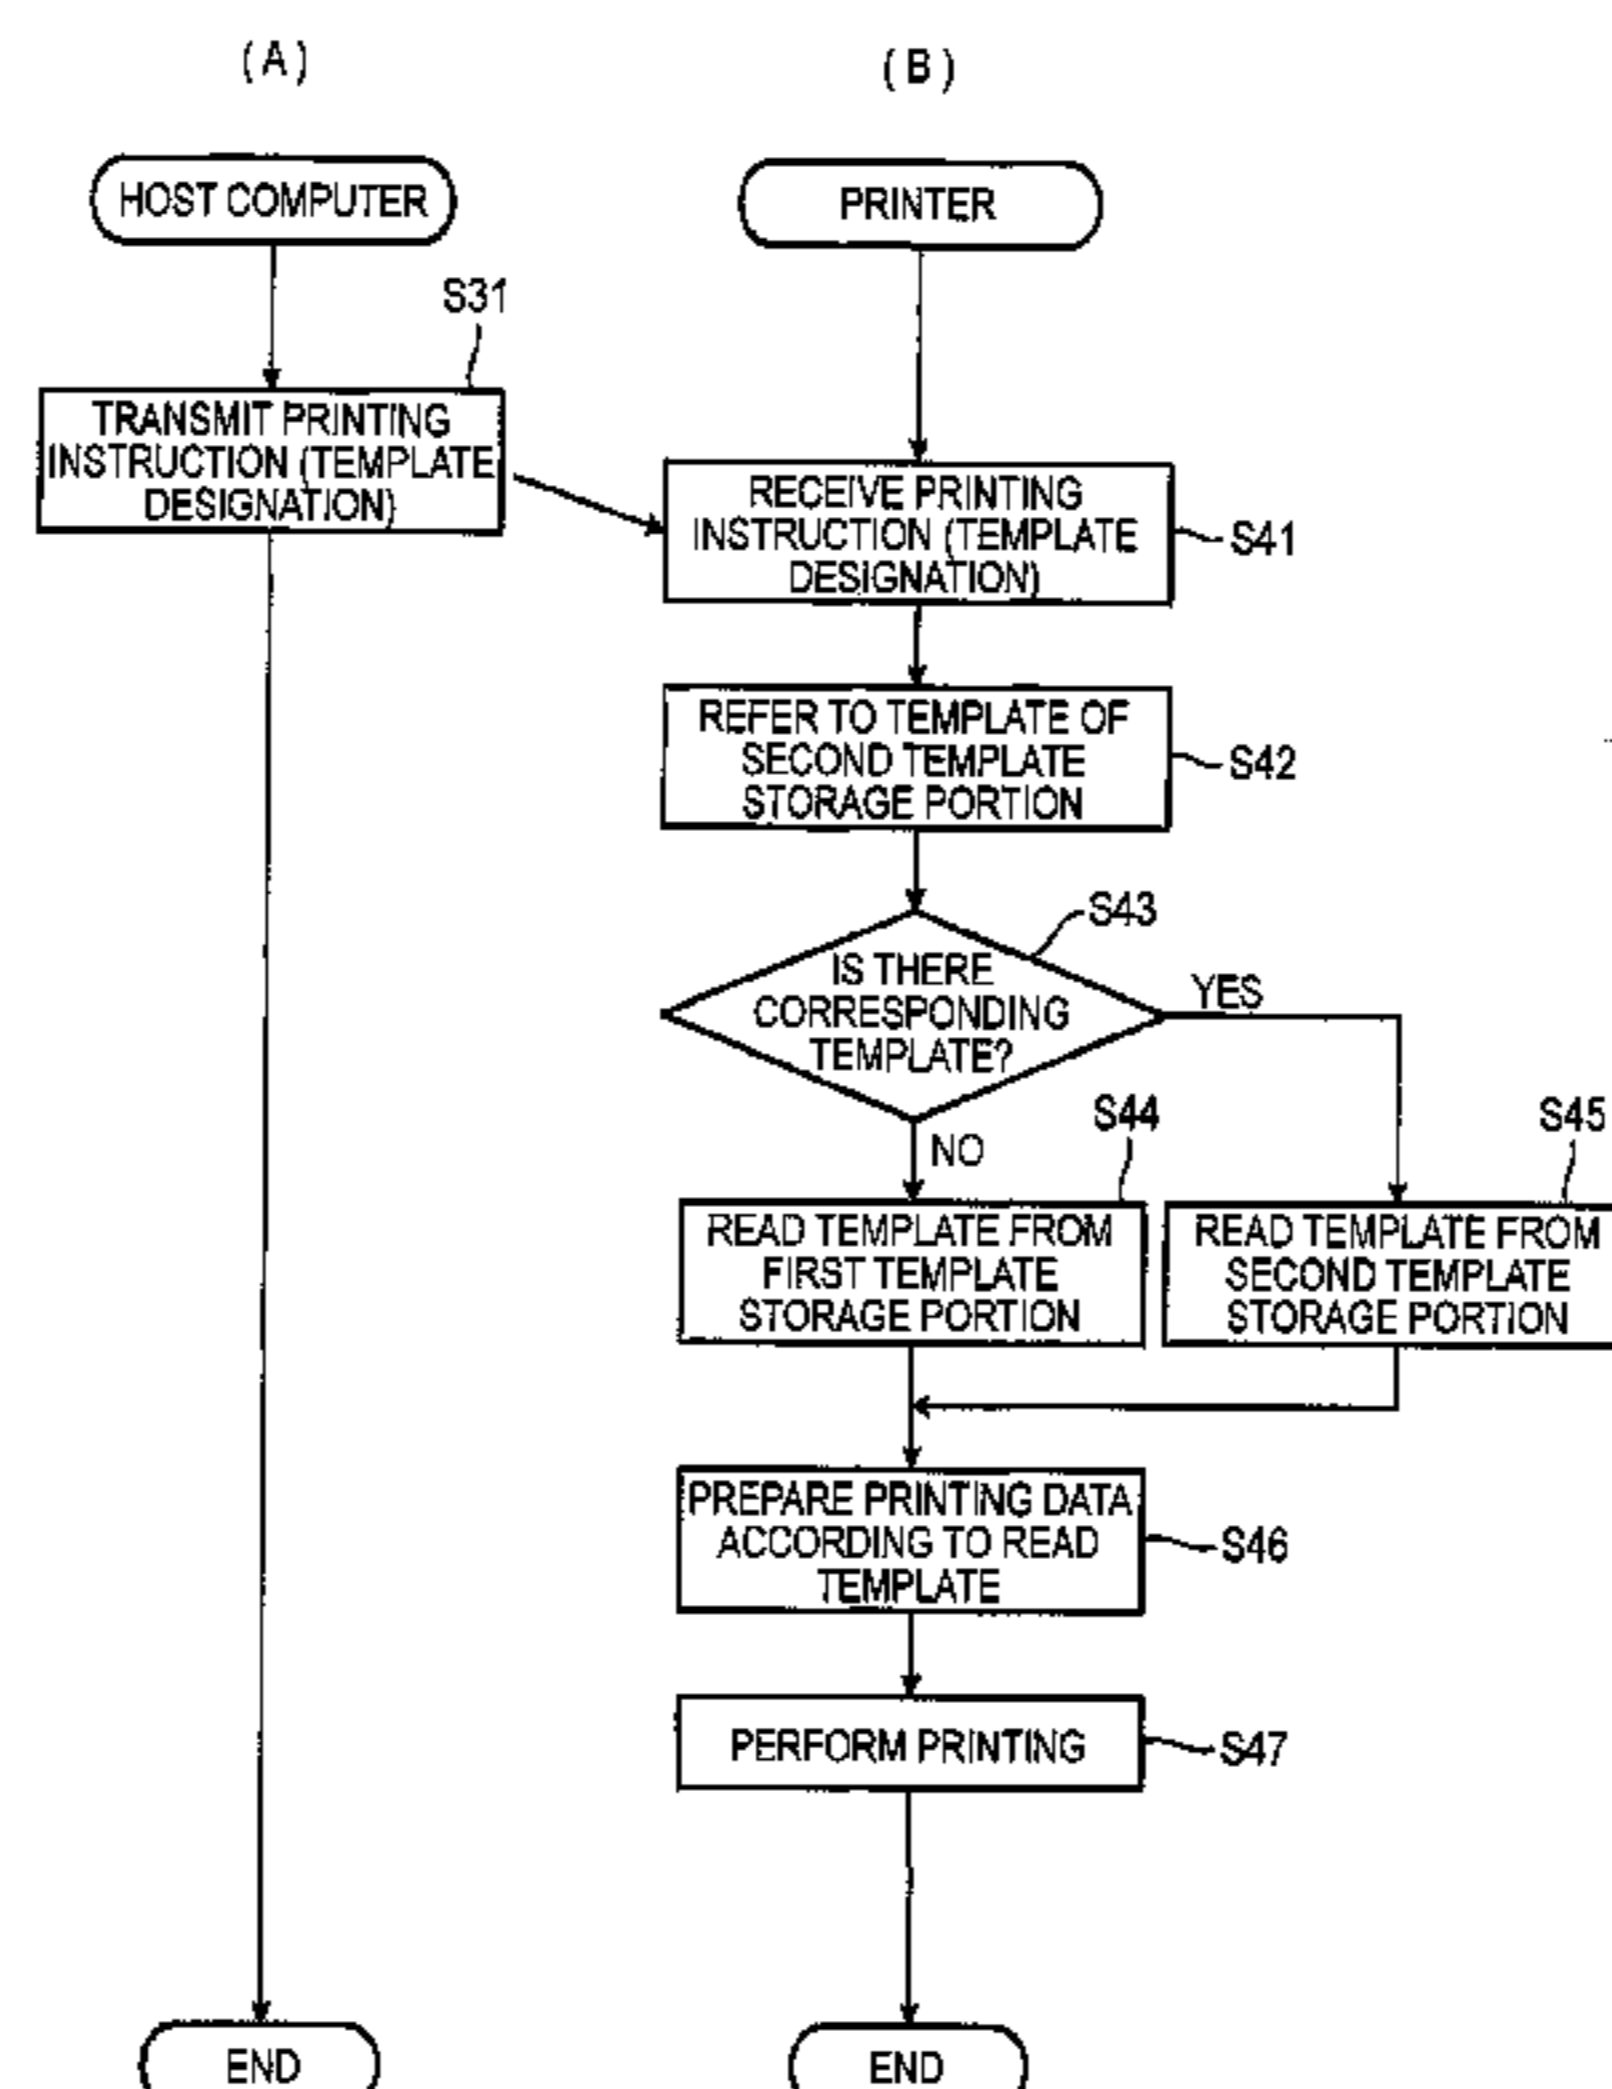 (A)
HOST COMPUTER
S31
TRANSMIT PRINTING
INSTRUCTION (TEMPLATE
DESIGNATION)
END
(B)
PRINTER
RECEIVE PRINTING
INSTRUCTION (TEMPLATE
DESIGNATION)
S41
REFER TO TEMPLATE OF
SECOND TEMPLATE
STORAGE PORTION
S42
S43
IS THERE
CORRESPONDING
TEMPLATE?
YES
NO
S44
READ TEMPLATE FROM
FIRST TEMPLATE
STORAGE PORTION
S45
READ TEMPLATE FROM
SECOND TEMPLATE
STORAGE PORTION
PREPARE PRINTING DATA
ACCORDING TO READ
TEMPLATE
S46
PERFORM PRINTING
S47
END